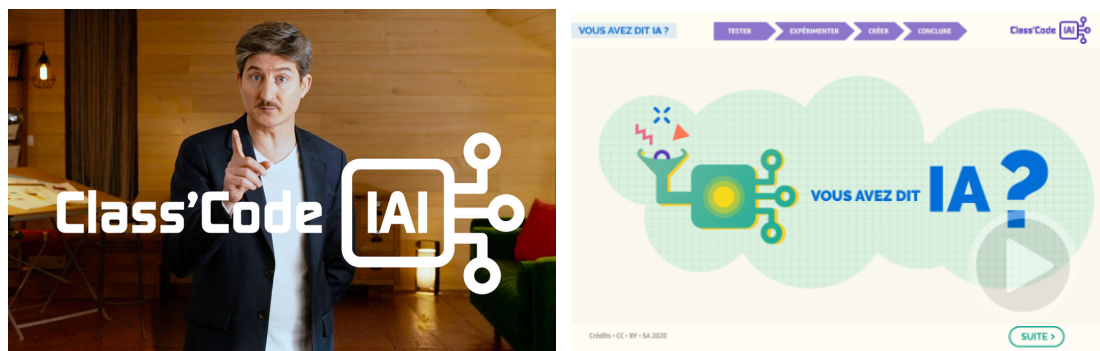 Class'Code IAI
VOUS AVEZ DIT IA ?
TESTER
EXPÉRIMENTER
CRÉER
CONCLURE
Class'Code IAI
VOUS AVEZ DIT IA ?
Crédits • CC • BY • SA 2020
SUITE >